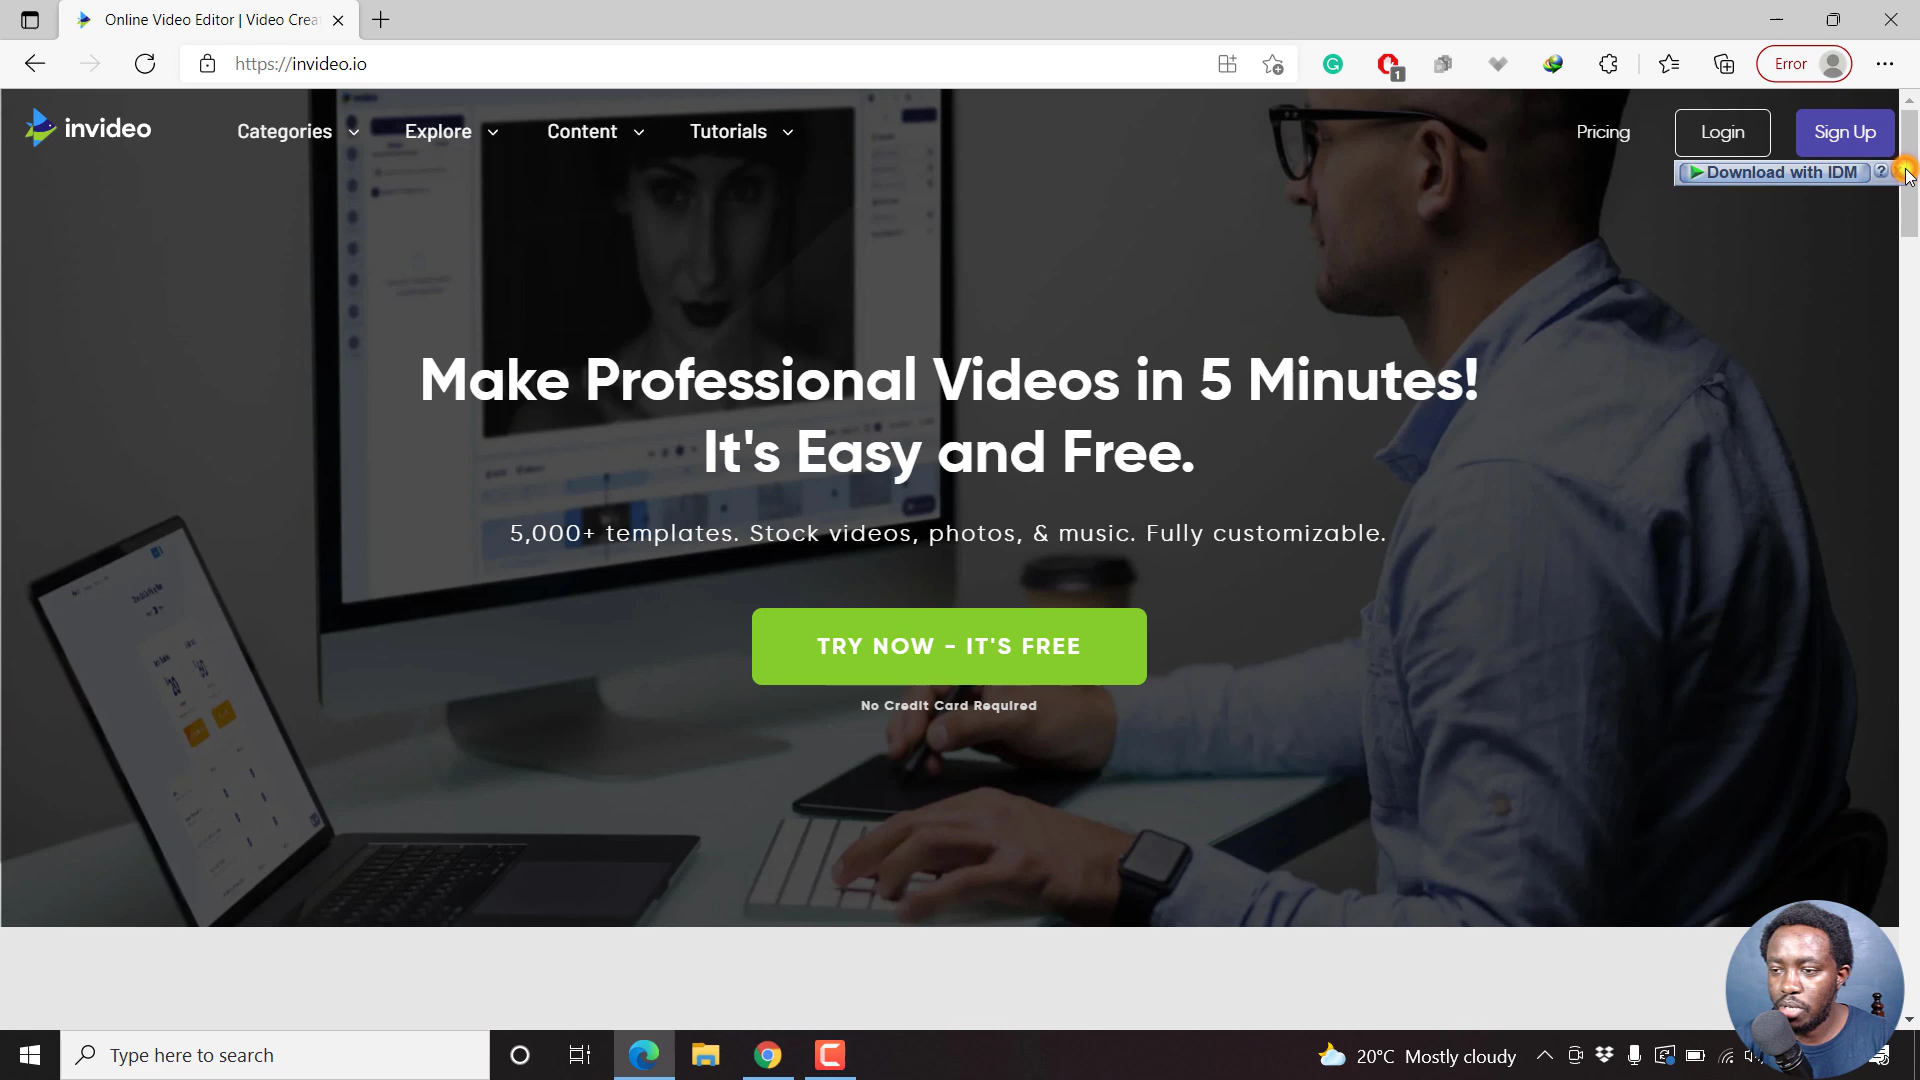 Online Video Editor | Video Crea
https://invideo.io
1
Error
invideo
Categories
Explore
Content
Tutorials
Pricing
Login
Sign Up
Download with IDM
?
Make Professional Videos in 5 Minutes!
It's Easy and Free.
5,000+ templates. Stock videos, photos, & music. Fully customizable.
TRY NOW - IT'S FREE
No Credit Card Required
Type here to search
20°C Mostly cloudy